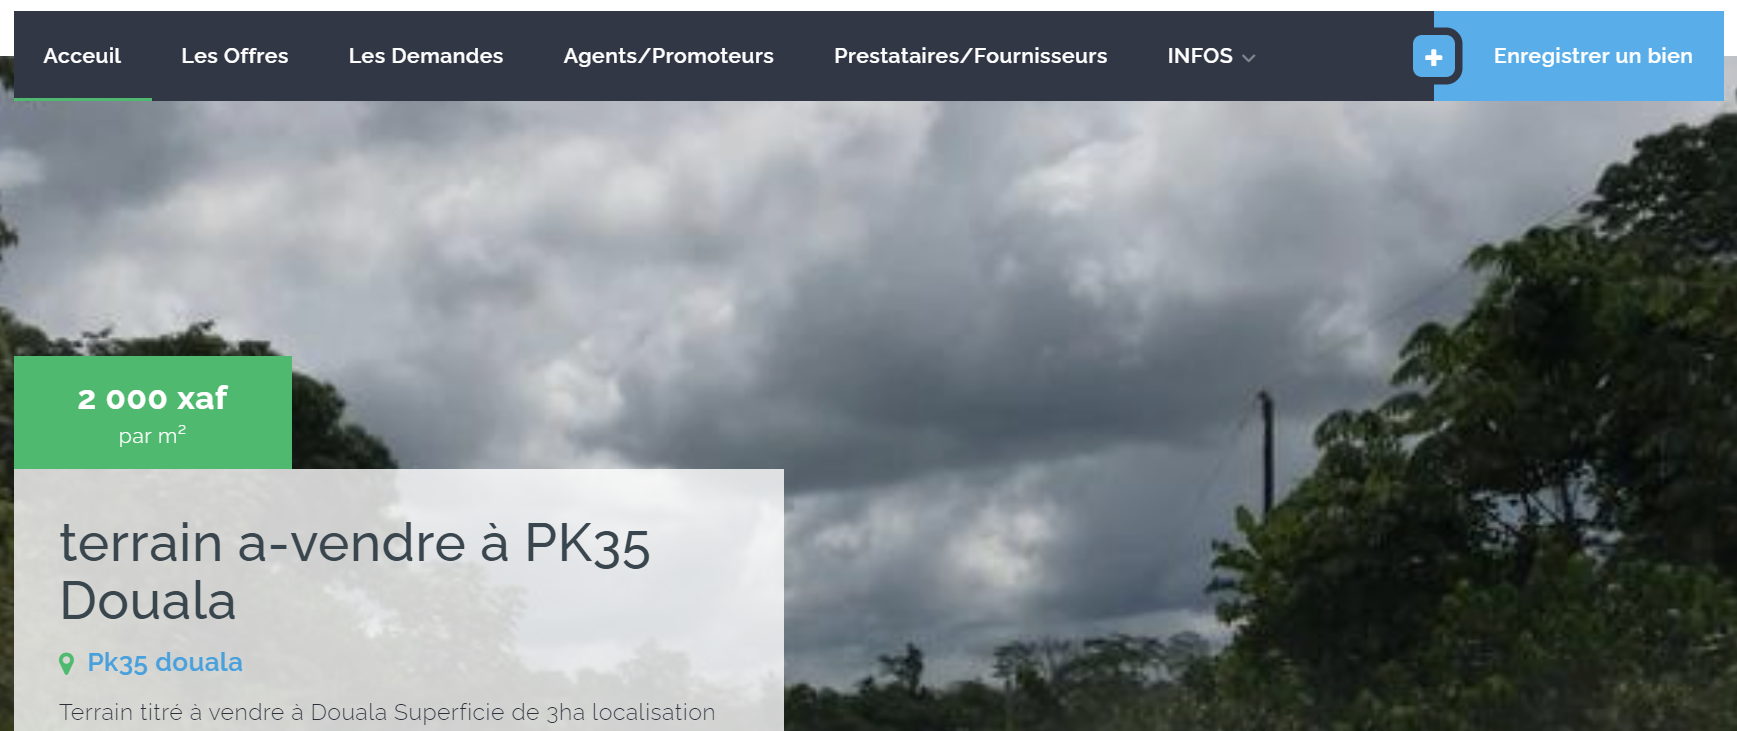 Acceuil Les Offres Les Demandes Agents/Promoteurs Prestataires/Fournisseurs INFOS Enregistrer un bien
2 000 xaf
par m²
terrain a-vendre à PK35
Douala
Pk35 douala
Terrain titré à vendre à Douala Superficie de 3ha localisation